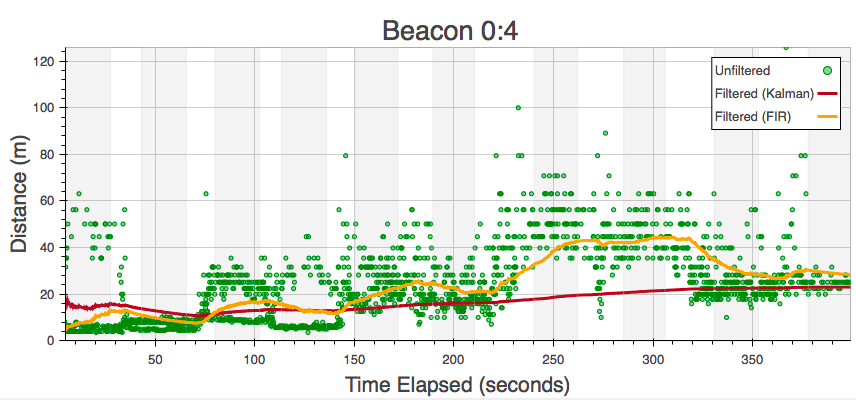 Beacon 0:4
Unfiltered
Filtered (Kalman)
Filtered (FIR)
Distance (m)
120
100
80
60
40
20
0
50 100 150 200 250 300 350
Time Elapsed (seconds)